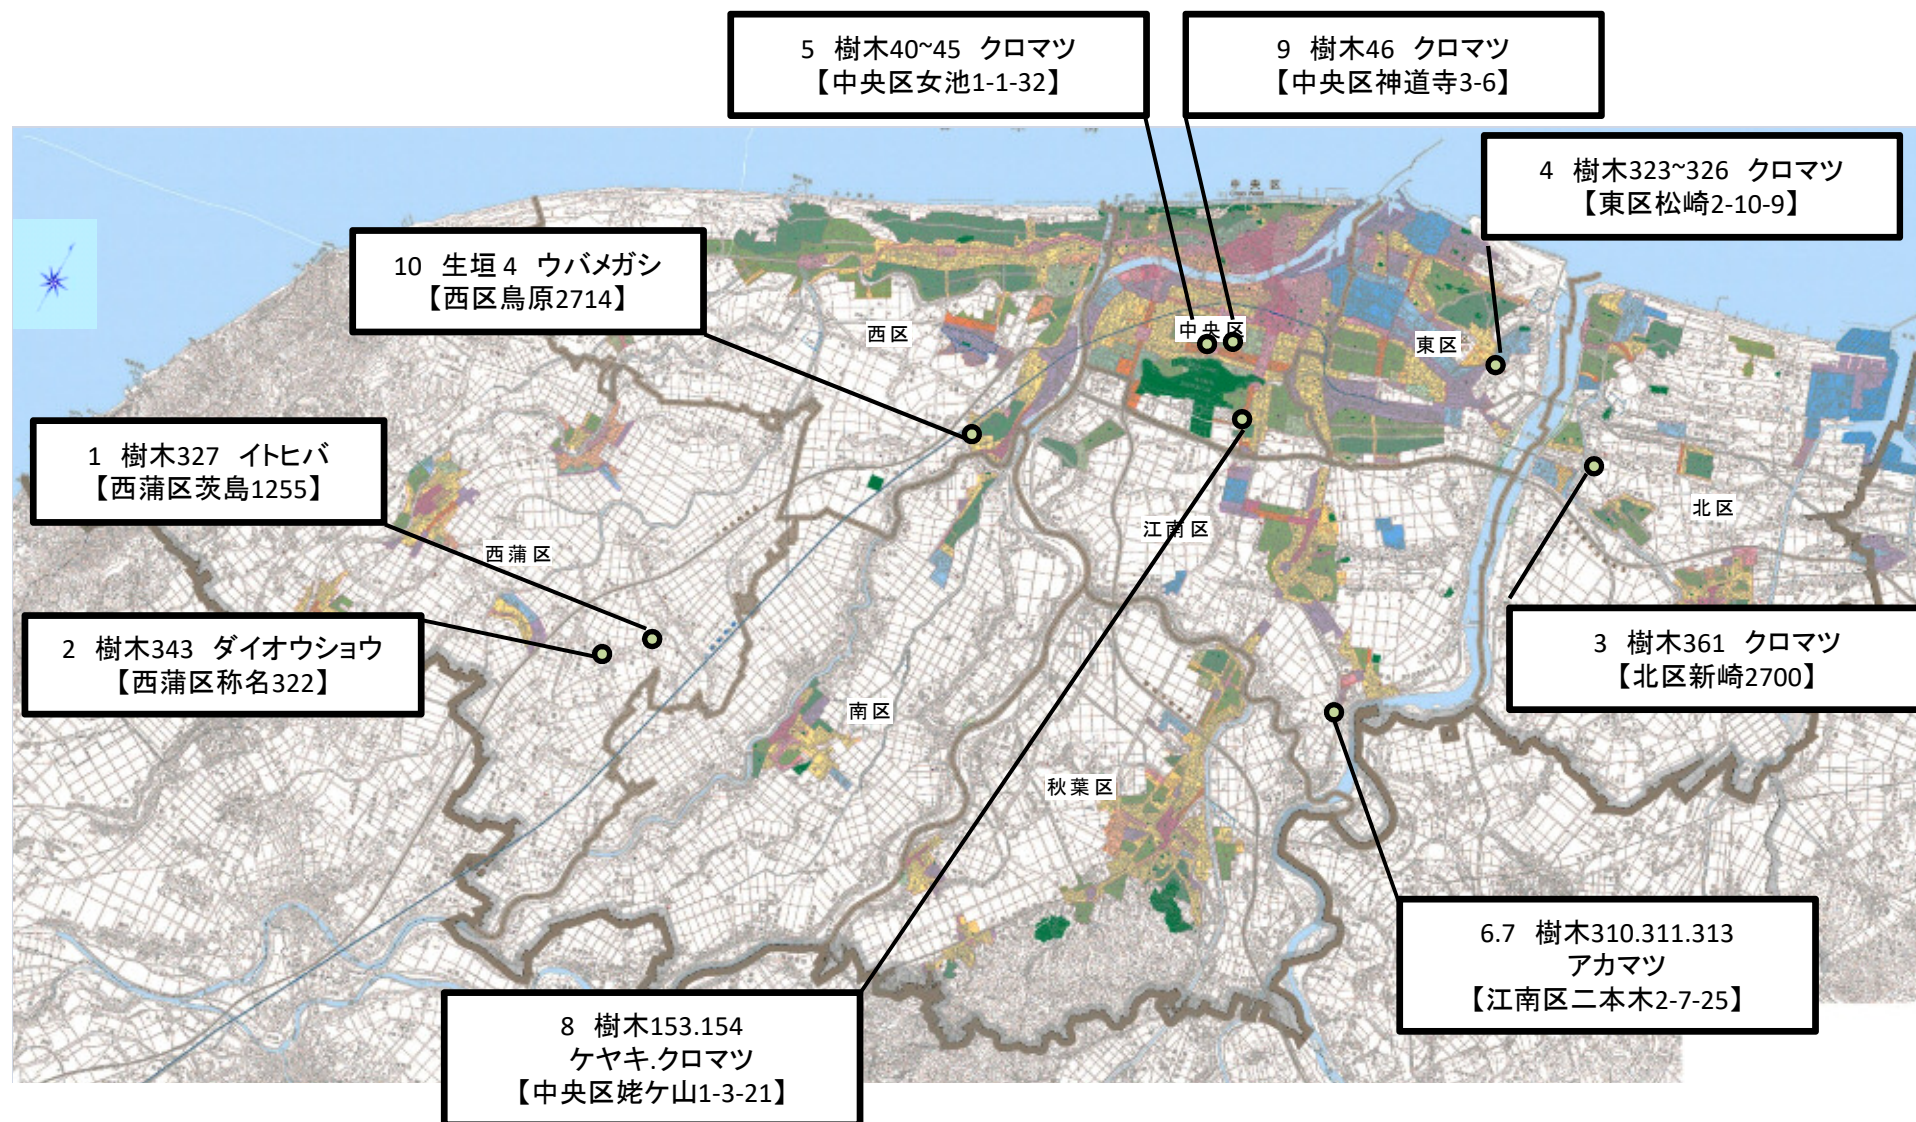 5 樹木40~45 クロマツ
【中央区女池1-1-32】
9 樹木46 クロマツ
【中央区神道寺3-6】
4 樹木323~326 クロマツ
【東区松崎2-10-9】
中央区
10 生垣４ ウバメガシ
【西区鳥原2714】
西区
中央区
東区
1 樹木327 イトヒバ
【西蒲区茨島1255】
北区
江南区
西蒲区
2 樹木343 ダイオウショウ
【西蒲区称名322】
3 樹木361 クロマツ
【北区新崎2700】
南区
秋葉区
6.7 樹木310.311.313
アカマツ
【江南区二本木2-7-25】
8 樹木153.154
ケヤキ.クロマツ
【中央区姥ケ山1-3-21】